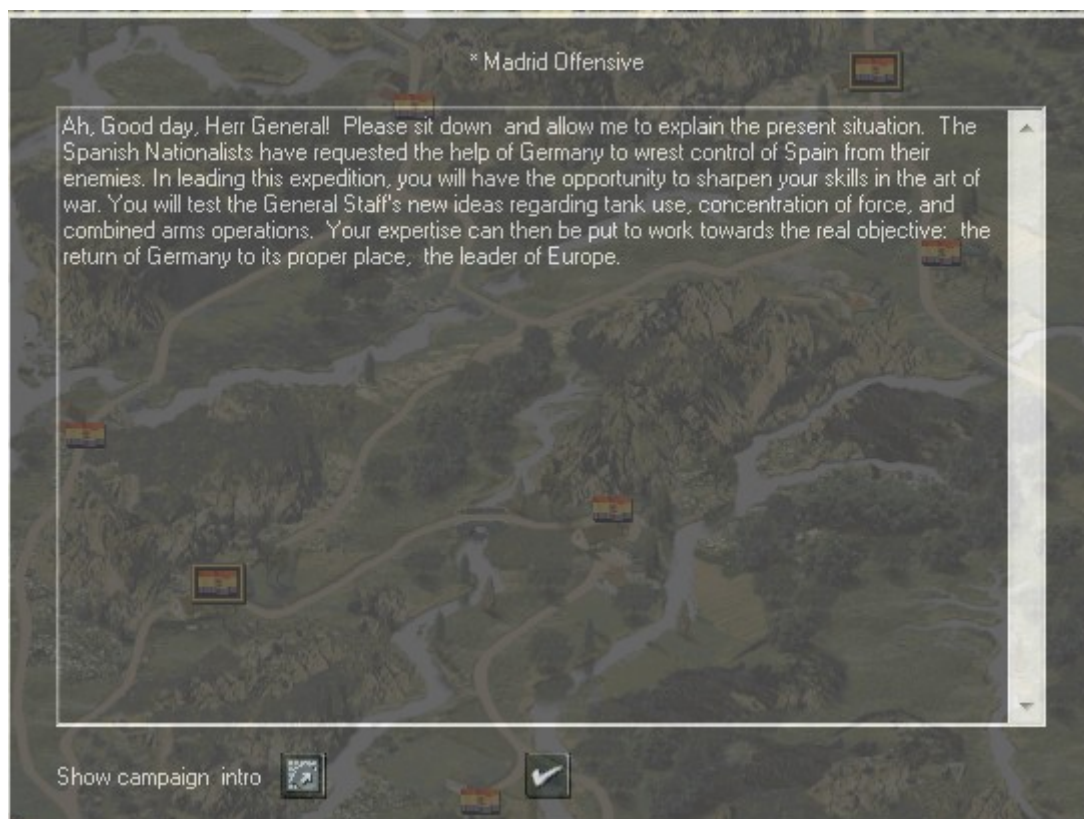 * Madrid Offensive
Ah, Good day, Herr General!  Please sit down  and allow me to explain the present situation.  The
Spanish Nationalists have requested the help of Germany to wrest control of Spain from their
enemies. In leading this expedition, you will have the opportunity to sharpen your skills in the art of
war. You will test the General Staff's new ideas regarding tank use, concentration of force, and
combined arms operations.  Your expertise can then be put to work towards the real objective:  the
return of Germany to its proper place,  the leader of Europe.
Show campaign  intro